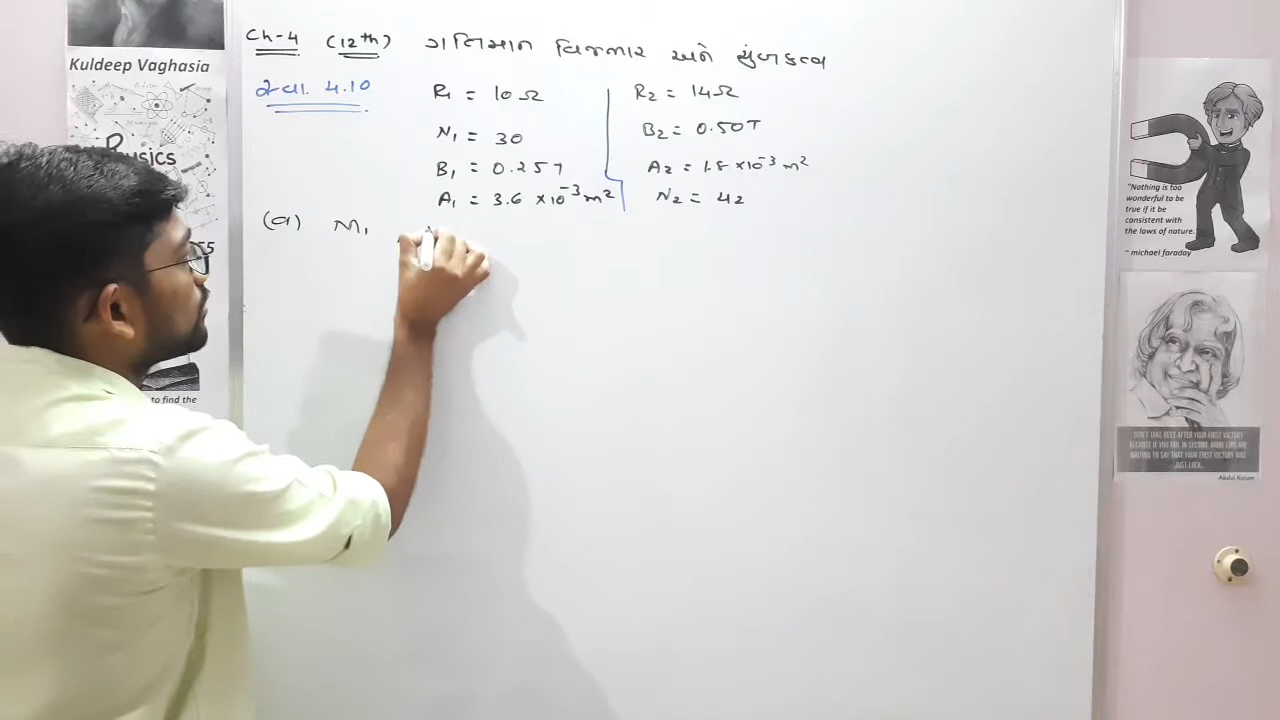 Ch-4 (12th) ગતિમાન વિજભાર અને ચુંબકત્વ
સ્વા. 4.10
R1 = 10Ω
N1 = 30
B1 = 0.25T
A1 = 3.6 ×10⁻³ m²
R2 = 14Ω
B2 = 0.50T
A2 = 1.8 ×10⁻³ m²
N2 = 42
(a) M1
Kuldeep Vaghasia
Physics
to find the
"Nothing is too
wonderful to be
true if it be
consistent with
the laws of nature."
~ michael faraday
DON'T TAKE REST AFTER YOUR FIRST VICTORY
BECAUSE IF YOU FAIL IN SECOND, MORE LIPS ARE
WAITING TO SAY THAT YOUR FIRST VICTORY WAS
JUST LUCK.
Abdul Kalam